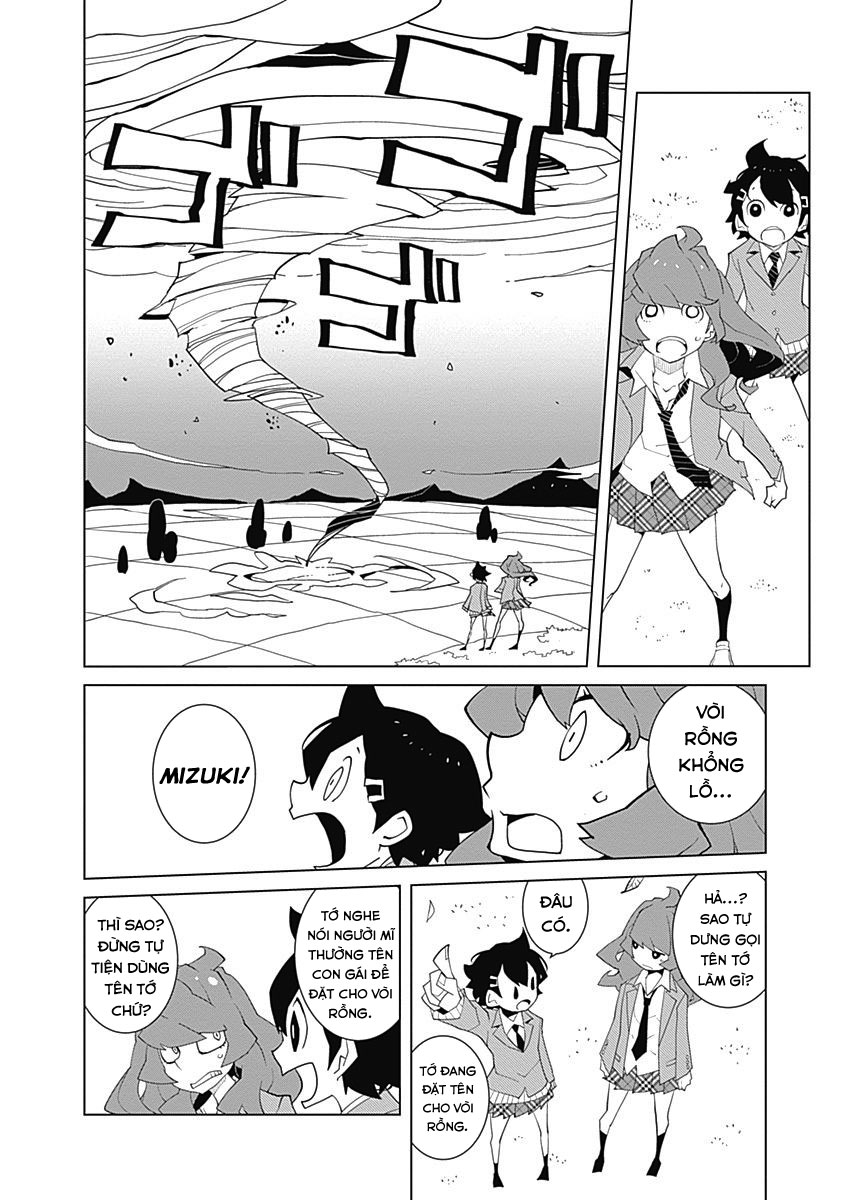 ゴゴゴ
VÒI
RỒNG
KHỔNG
LỒ...
MIZUKI!
HẢ...?
SAO TỰ
DƯNG GỌI
TÊN TỚ
LÀM GÌ?
ĐÂU
CÓ.
TỚ ĐANG
ĐẶT TÊN
CHO VÒI
RỒNG.
TỚ NGHE
NÓI NGƯỜI MĨ
THƯỜNG TÊN
CON GÁI ĐỂ
ĐẶT CHO VÒI
RỒNG.
THÌ SAO?
ĐỪNG TỰ
TIỆN DÙNG
TÊN TỚ
CHỨ?